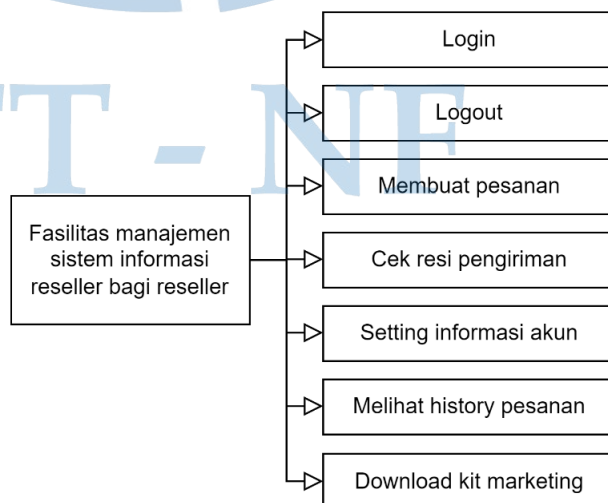 Login
Logout
Membuat pesanan
Fasilitas manajemen
sistem informasi
reseller bagi reseller
Cek resi pengiriman
Setting informasi akun
Melihat history pesanan
Download kit marketing
T - NF